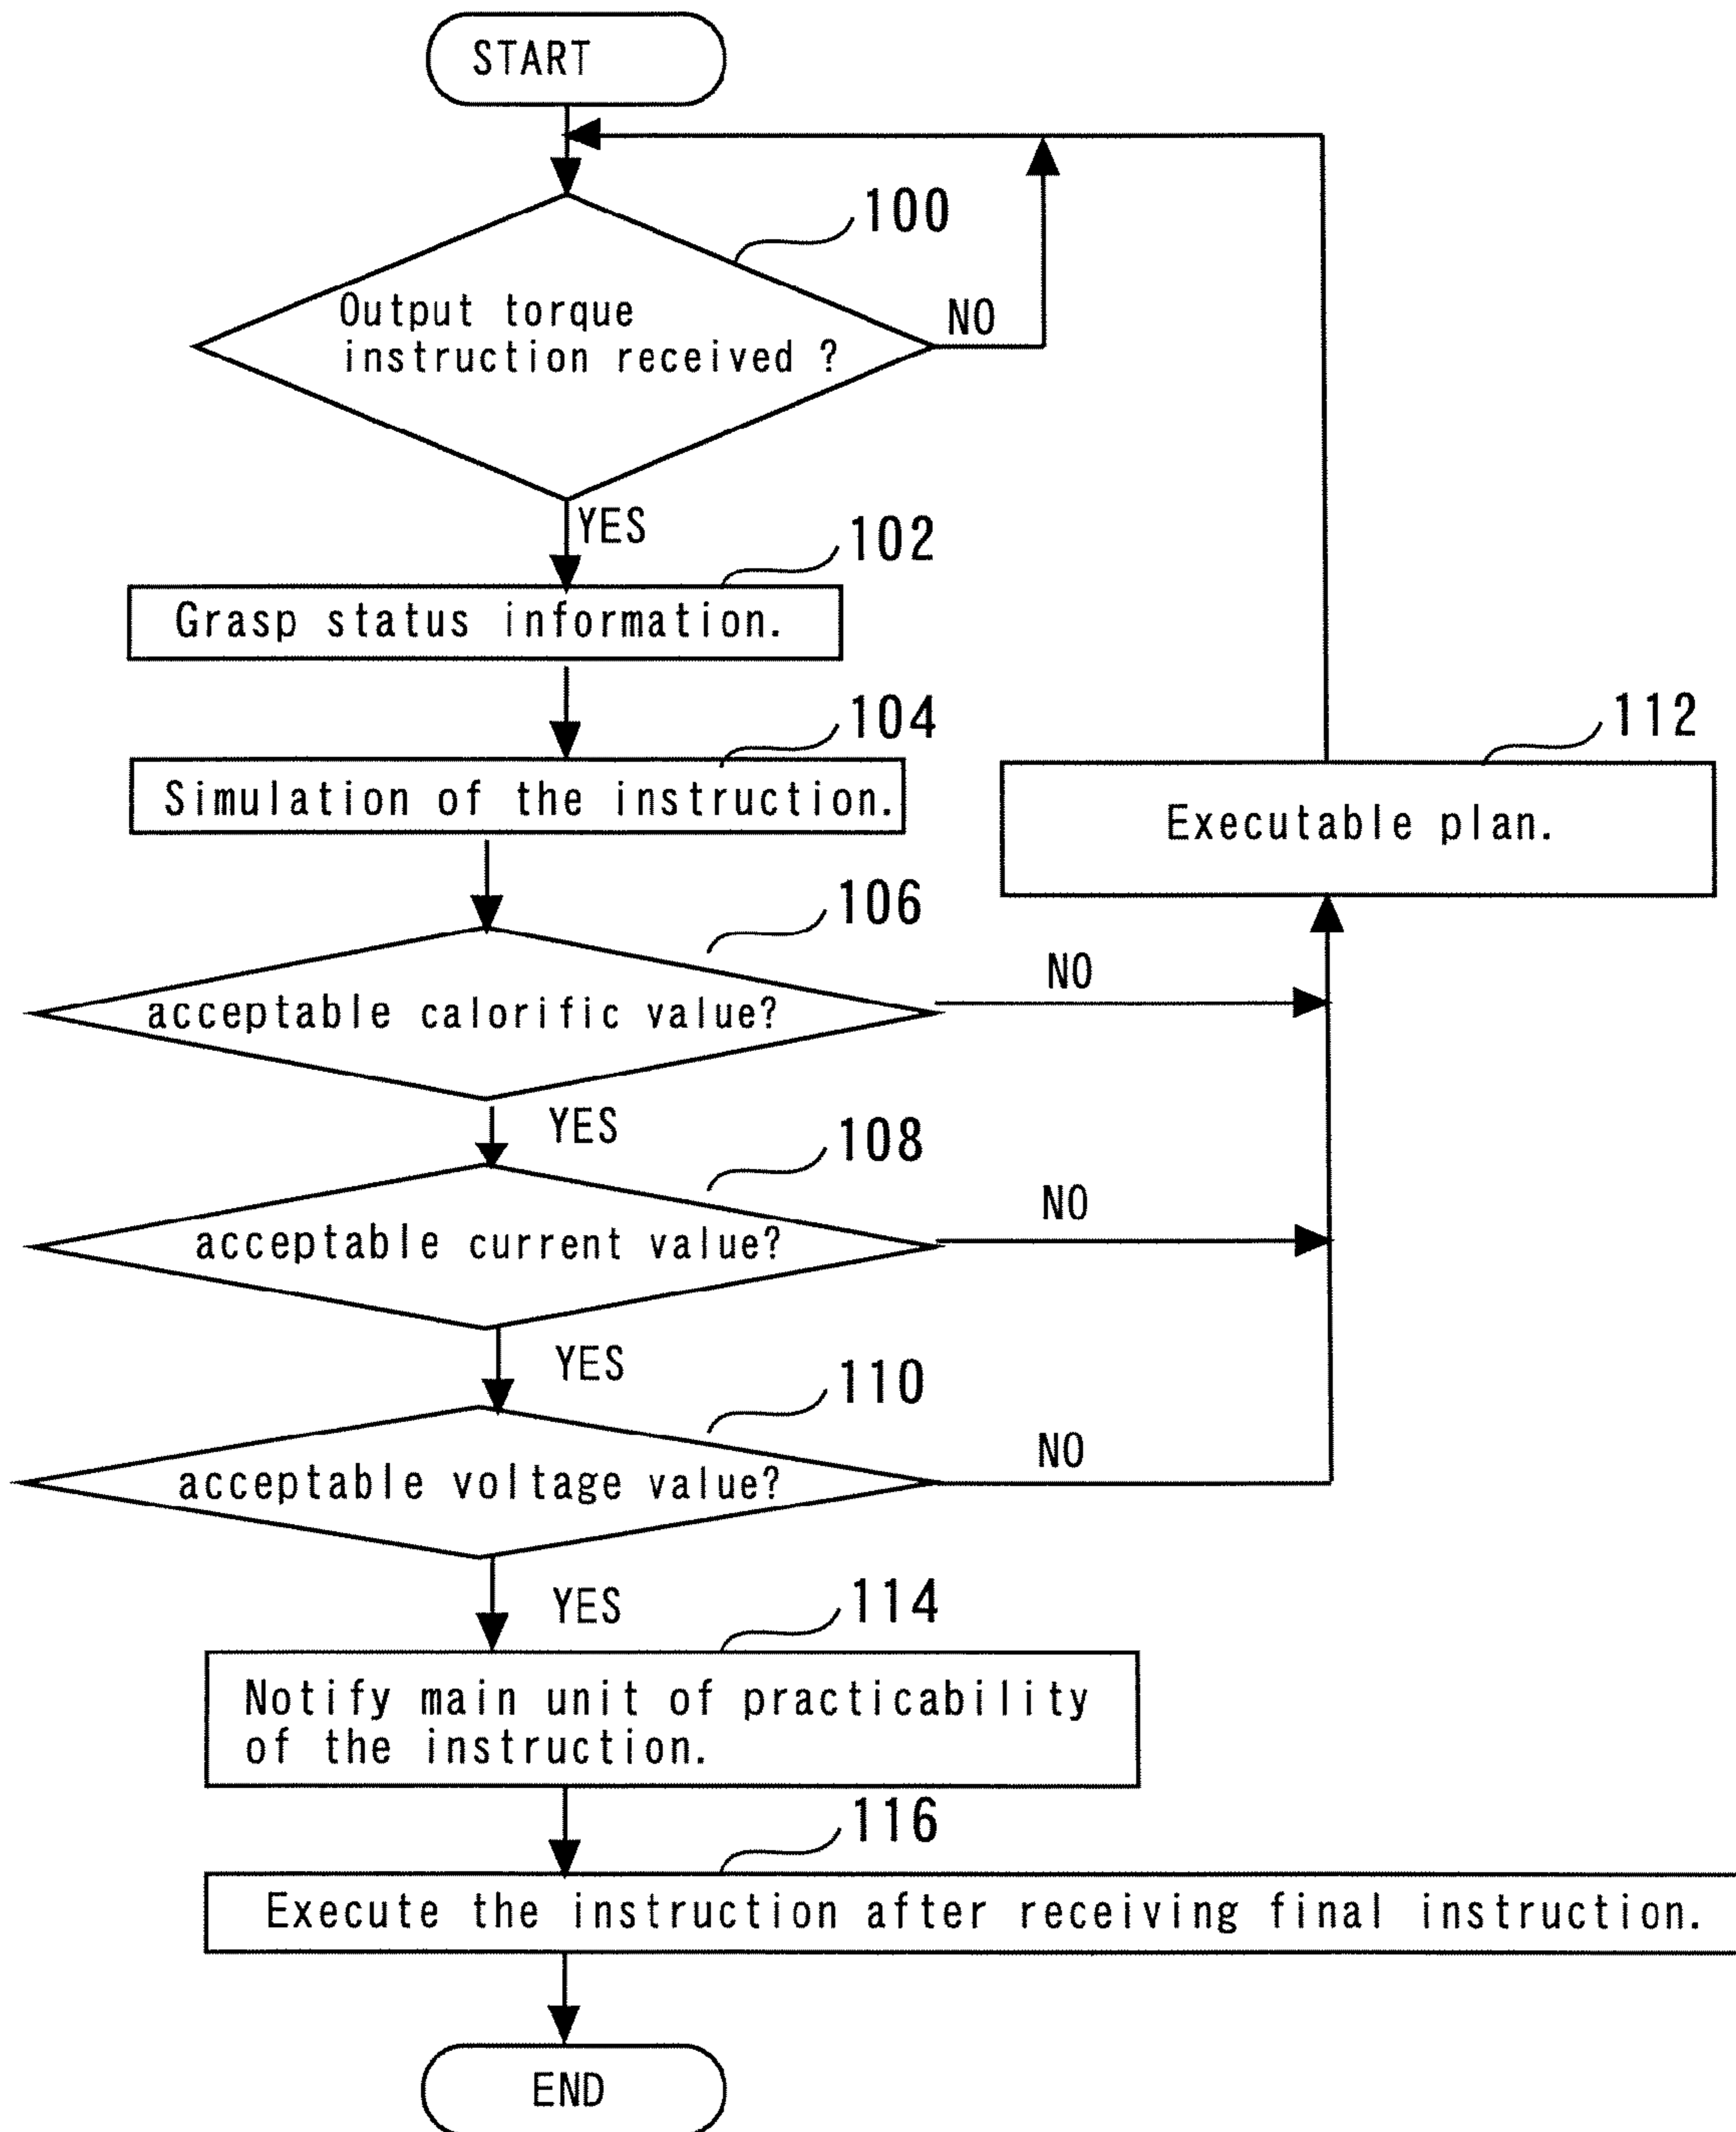 START
100
Output torque
instruction received ?
NO
YES
102
Grasp status information.
104
Simulation of the instruction.
112
Executable plan.
106
acceptable calorific value?
NO
YES
108
acceptable current value?
NO
YES
110
acceptable voltage value?
NO
YES
114
Notify main unit of practicability
of the instruction.
116
Execute the instruction after receiving final instruction.
END